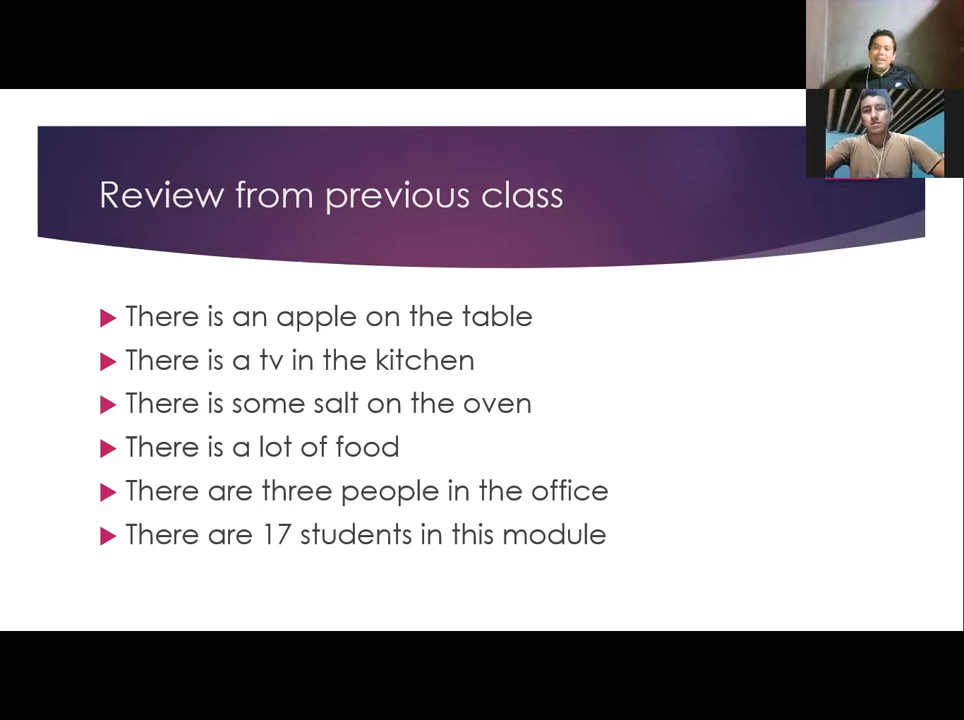 Review from previous class
There is an apple on the table
There is a tv in the kitchen
There is some salt on the oven
There is a lot of food
There are three people in the office
There are 17 students in this module